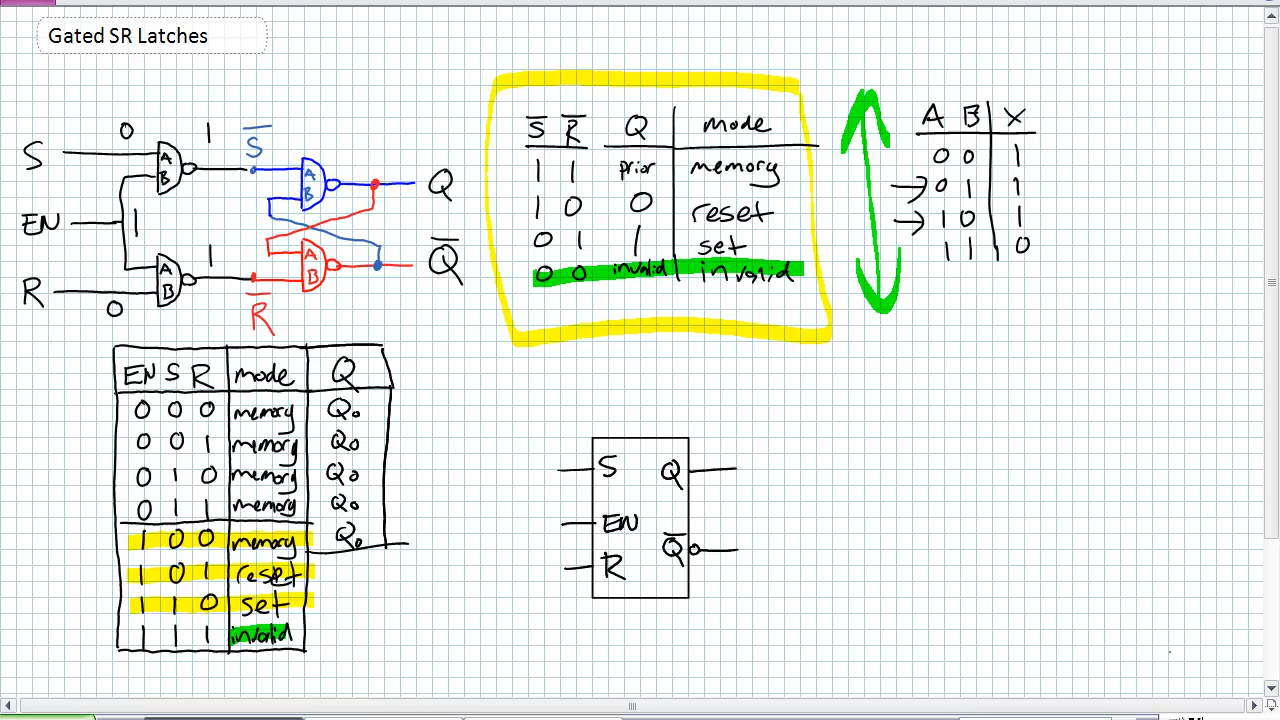 Gated SR Latches
0 1 S̅
S A B A B Q
EN 1
R A B A B Q̅
0 1 R̅
S̅ R̅ Q mode
1 1 prior memory
1 0 0 reset
0 1 1 set
0 0 invalid invalid
A B X
0 0 1
→ 0 1 1
→ 1 0 1
1 1 0
EN S R mode Q
0 0 0 memory Q₀
0 0 1 memory Q₀
0 1 0 memory Q₀
0 1 1 memory Q₀
1 0 0 memory Q₀
1 0 1 reset
1 1 0 set
1 1 1 invalid
S Q
EN
R Q̅